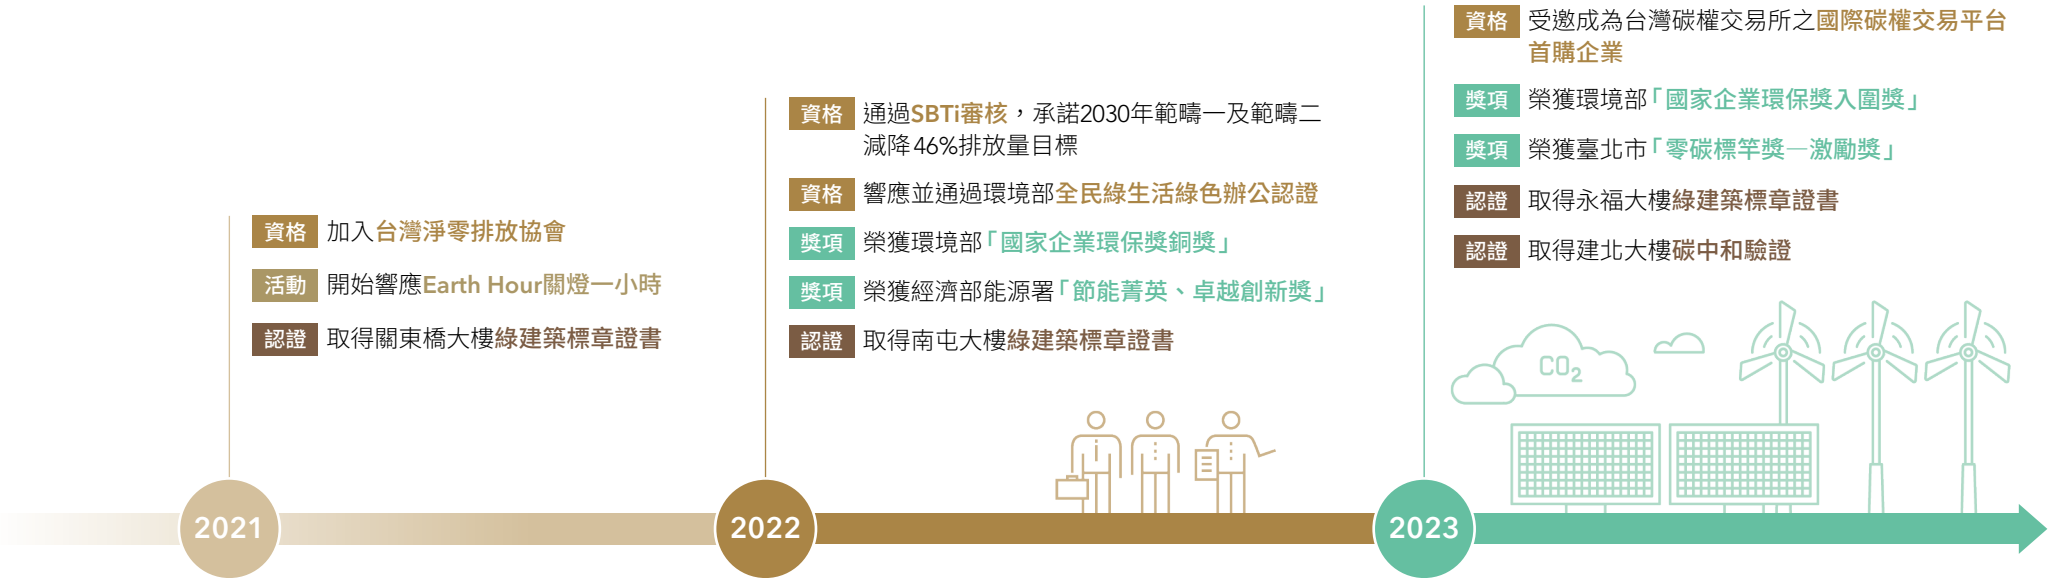 資格 加入台灣淨零排放協會
活動 開始響應Earth Hour關燈一小時
認證 取得關東橋大樓綠建築標章證書
2021
資格 通過SBTi審核，承諾2030年範疇一及範疇二
減降46%排放量目標
資格 響應並通過環境部全民綠生活綠色辦公認證
獎項 榮獲環境部「國家企業環保獎銅獎」
獎項 榮獲經濟部能源署「節能菁英、卓越創新獎」
認證 取得南屯大樓綠建築標章證書
2022
資格 受邀成為台灣碳權交易所之國際碳權交易平台
首購企業
獎項 榮獲環境部「國家企業環保獎入圍獎」
獎項 榮獲臺北市「零碳標竿獎—激勵獎」
認證 取得永福大樓綠建築標章證書
認證 取得建北大樓碳中和驗證
CO2
2023